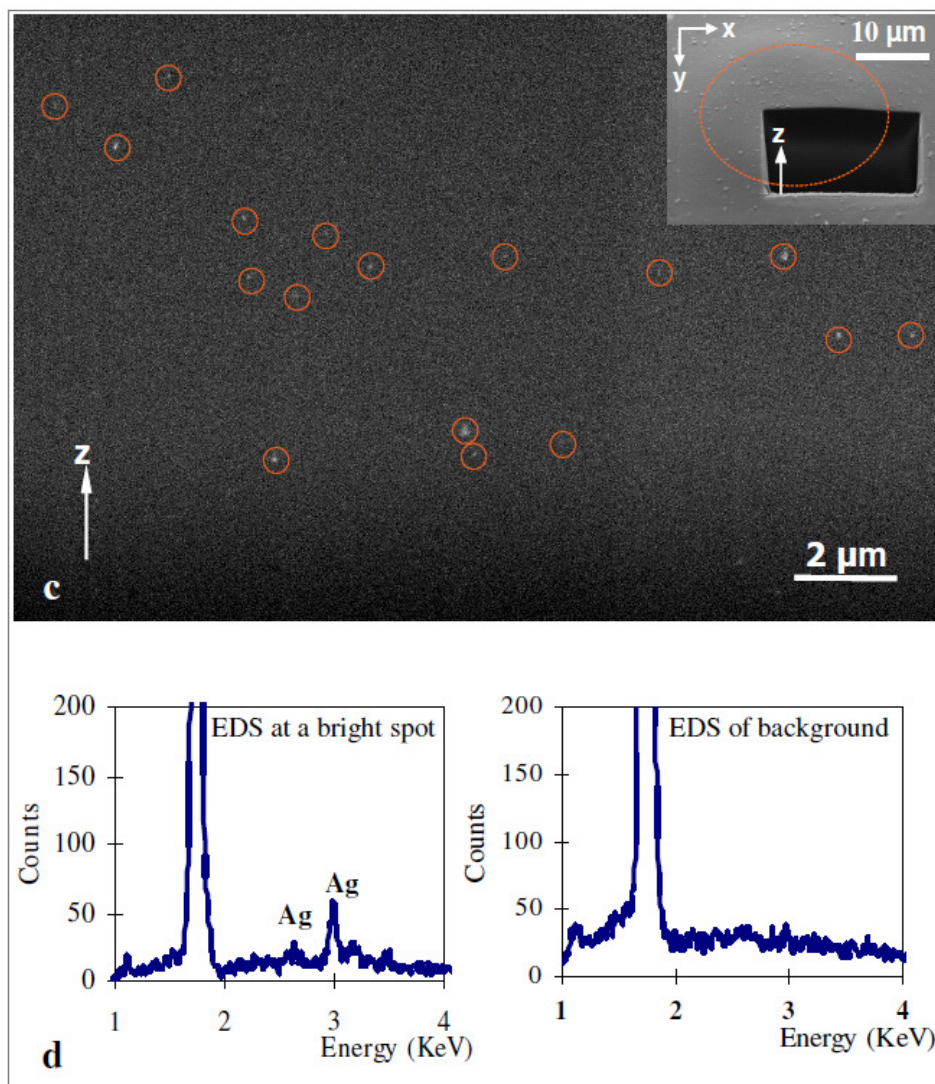 x
10 µm
y
z
z
2 µm
c
200
EDS at a bright spot
150
100
50
0
Counts
Ag
Ag
1
2
3
4
Energy (KeV)
d
200
EDS of background
150
100
50
0
Counts
1
2
3
4
Energy (KeV)